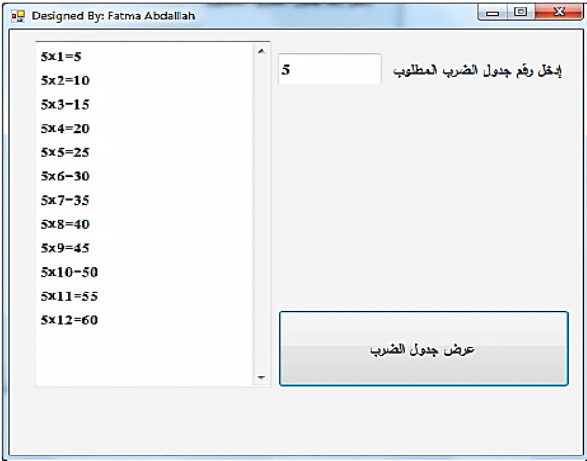 Designed By: Fatma Abdallah
إدخل رقم جدول الضرب المطلوب
5
5x1=5
5x2=10
5x3=15
5x4=20
5x5=25
5x6=30
5x7=35
5x8=40
5x9=45
5x10=50
5x11=55
5x12=60
عرض جدول الضرب